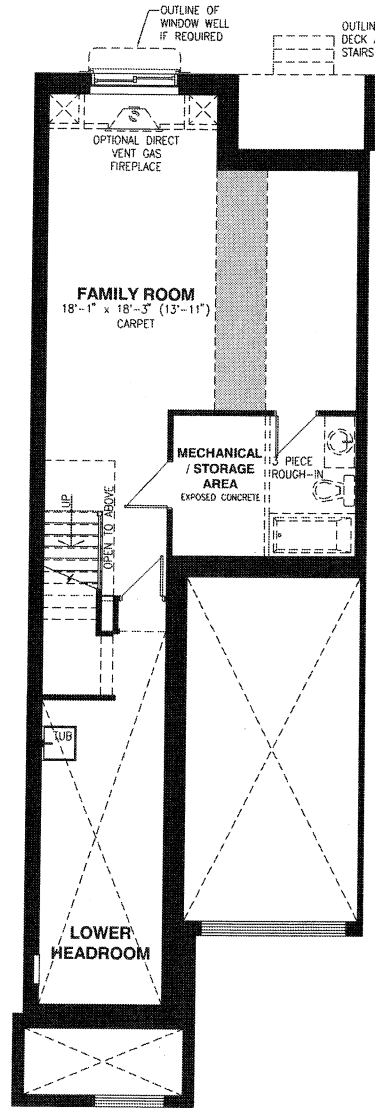 OUTLINE OF
WINDOW WELL
IF REQUIRED
OUTLIN
DECK
STAIRS
OPTIONAL DIRECT
VENT GAS
FIREPLACE
FAMILY ROOM
18'-1" x 18'-3" (13'-11")
CARPET
MECHANICAL
/ STORAGE
AREA
EXPOSED CONCRETE
3 PIECE
ROUGH-IN
UP
OPEN TO ABOVE
TUB
LOWER
HEADROOM